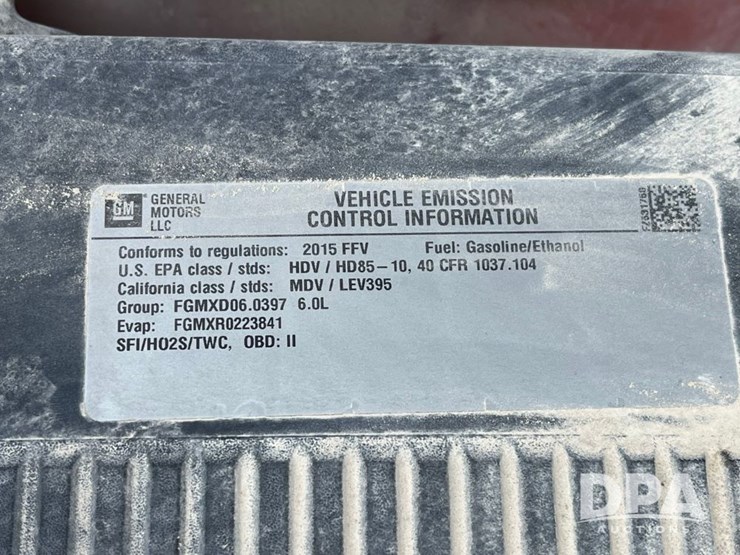 GM
GENERAL MOTORS LLC
VEHICLE EMISSION
CONTROL INFORMATION
Conforms to regulations: 2015 FFV Fuel: Gasoline/Ethanol
U.S. EPA class / stds: HDV / HD85-10, 40 CFR 1037.104
California class / stds: MDV / LEV395
Group: FGMXD06.0397 6.0L
Evap: FGMXR0223841
SFI/HO2S/TWC, OBD: II
DPA
AUCTIONS